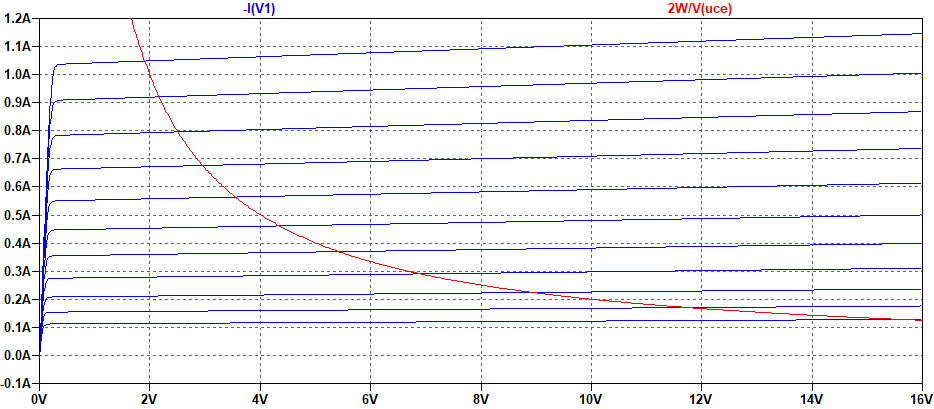 -I(V1) 2W/V(uce)
1.2A
1.1A
1.0A
0.9A
0.8A
0.7A
0.6A
0.5A
0.4A
0.3A
0.2A
0.1A
0.0A
-0.1A
0V 2V 4V 6V 8V 10V 12V 14V 16V